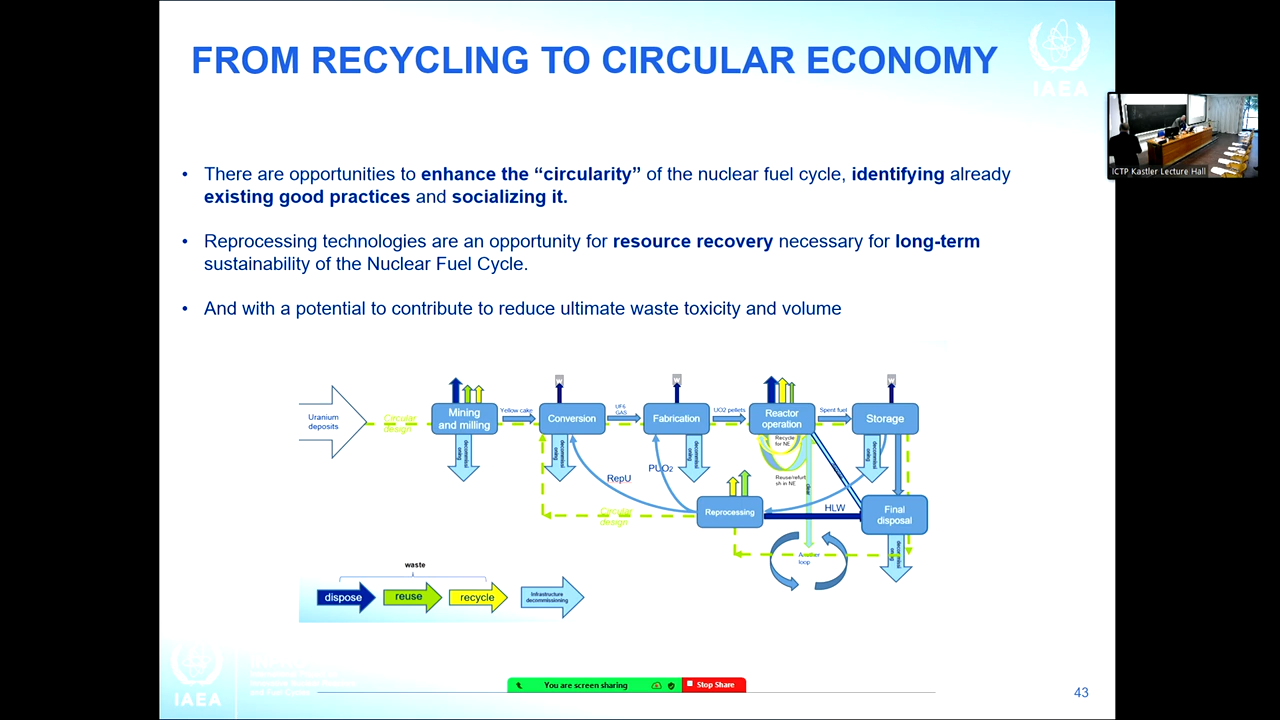 FROM RECYCLING TO CIRCULAR ECONOMY
IAEA
ICTP Kastler Lecture Hall
• There are opportunities to enhance the “circularity” of the nuclear fuel cycle, identifying already
existing good practices and socializing it.
• Reprocessing technologies are an opportunity for resource recovery necessary for long-term
sustainability of the Nuclear Fuel Cycle.
• And with a potential to contribute to reduce ultimate waste toxicity and volume
Uranium
deposits
Circular
design
Mining
and milling
Yellow cake
Conversion
UF6
GAS
Fabrication
UO2 pellets
Reactor
operation
Spent fuel
Storage
Recycle
for NE
Reuse/refurt
sh in NE
RepU
PUO2
Reprocessing
HLW
Final
disposal
Circular
design
Another
loop
waste
dispose
reuse
recycle
Infrastructure
decommissioning
IAEA
You are screen sharing
Stop Share
43